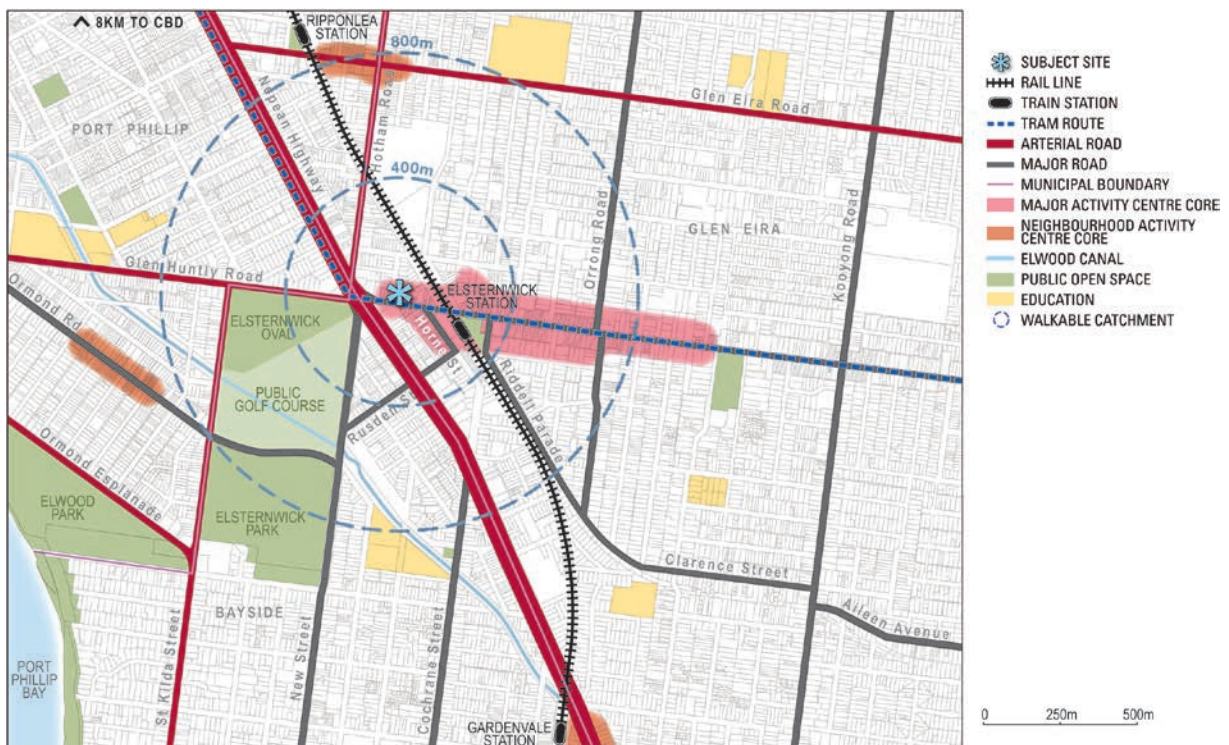 8KM TO CBD
RIPPONLEA
STATION
800m
Nepean Highway
Hotham Road
Glen Eira Road
PORT PHILLIP
400m
Orrong Road
GLEN EIRA
Kooyong Road
Glen Huntly Road
Ormond Rd
ELSTERNWICK
STATION
ELSTERNWICK
OVAL
Horne St
PUBLIC
GOLF COURSE
Rusden St
Riddell Parade
Ormond Esplanade
ELWOOD
PARK
ELSTERNWICK
PARK
Clarence Street
Aileen Avenue
BAYSIDE
PORT
PHILLIP
BAY
St Kilda Street
New Street
Cochrane Street
GARDENVALE
STATION
SUBJECT SITE
RAIL LINE
TRAIN STATION
TRAM ROUTE
ARTERIAL ROAD
MAJOR ROAD
MUNICIPAL BOUNDARY
MAJOR ACTIVITY CENTRE CORE
NEIGHBOURHOOD ACTIVITY
CENTRE CORE
ELWOOD CANAL
PUBLIC OPEN SPACE
EDUCATION
WALKABLE CATCHMENT
0 250m 500m